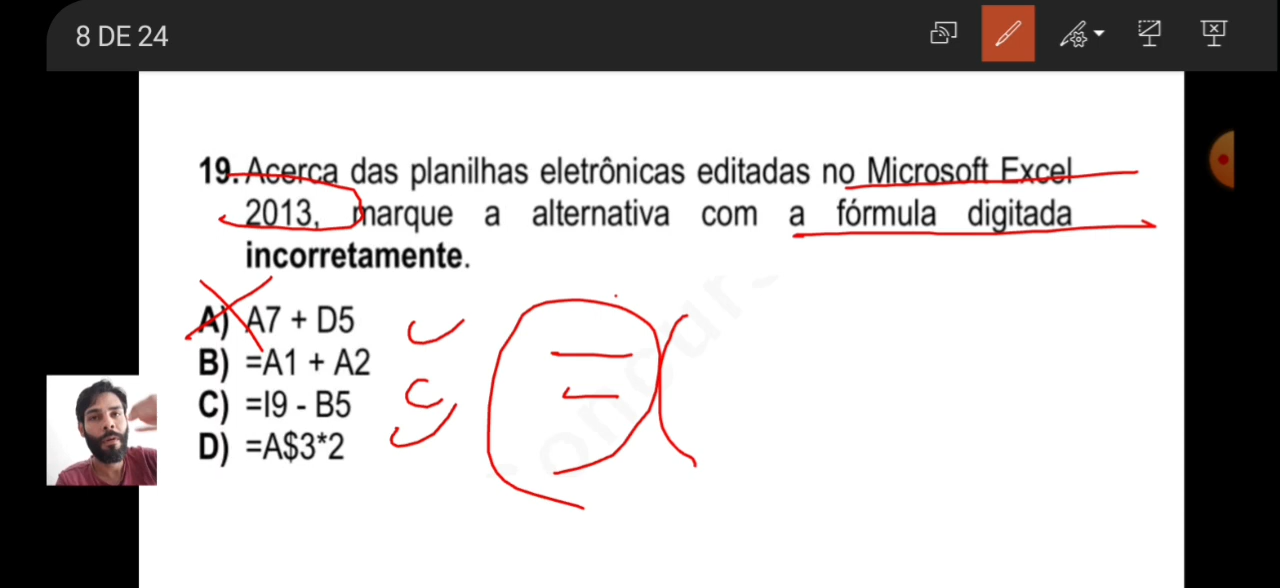 8 DE 24
19. Acerca das planilhas eletrônicas editadas no Microsoft Excel
2013, marque a alternativa com a fórmula digitada
incorretamente.
A) A7 + D5
B) =A1 + A2
C) =I9 - B5
D) =A$3*2
=